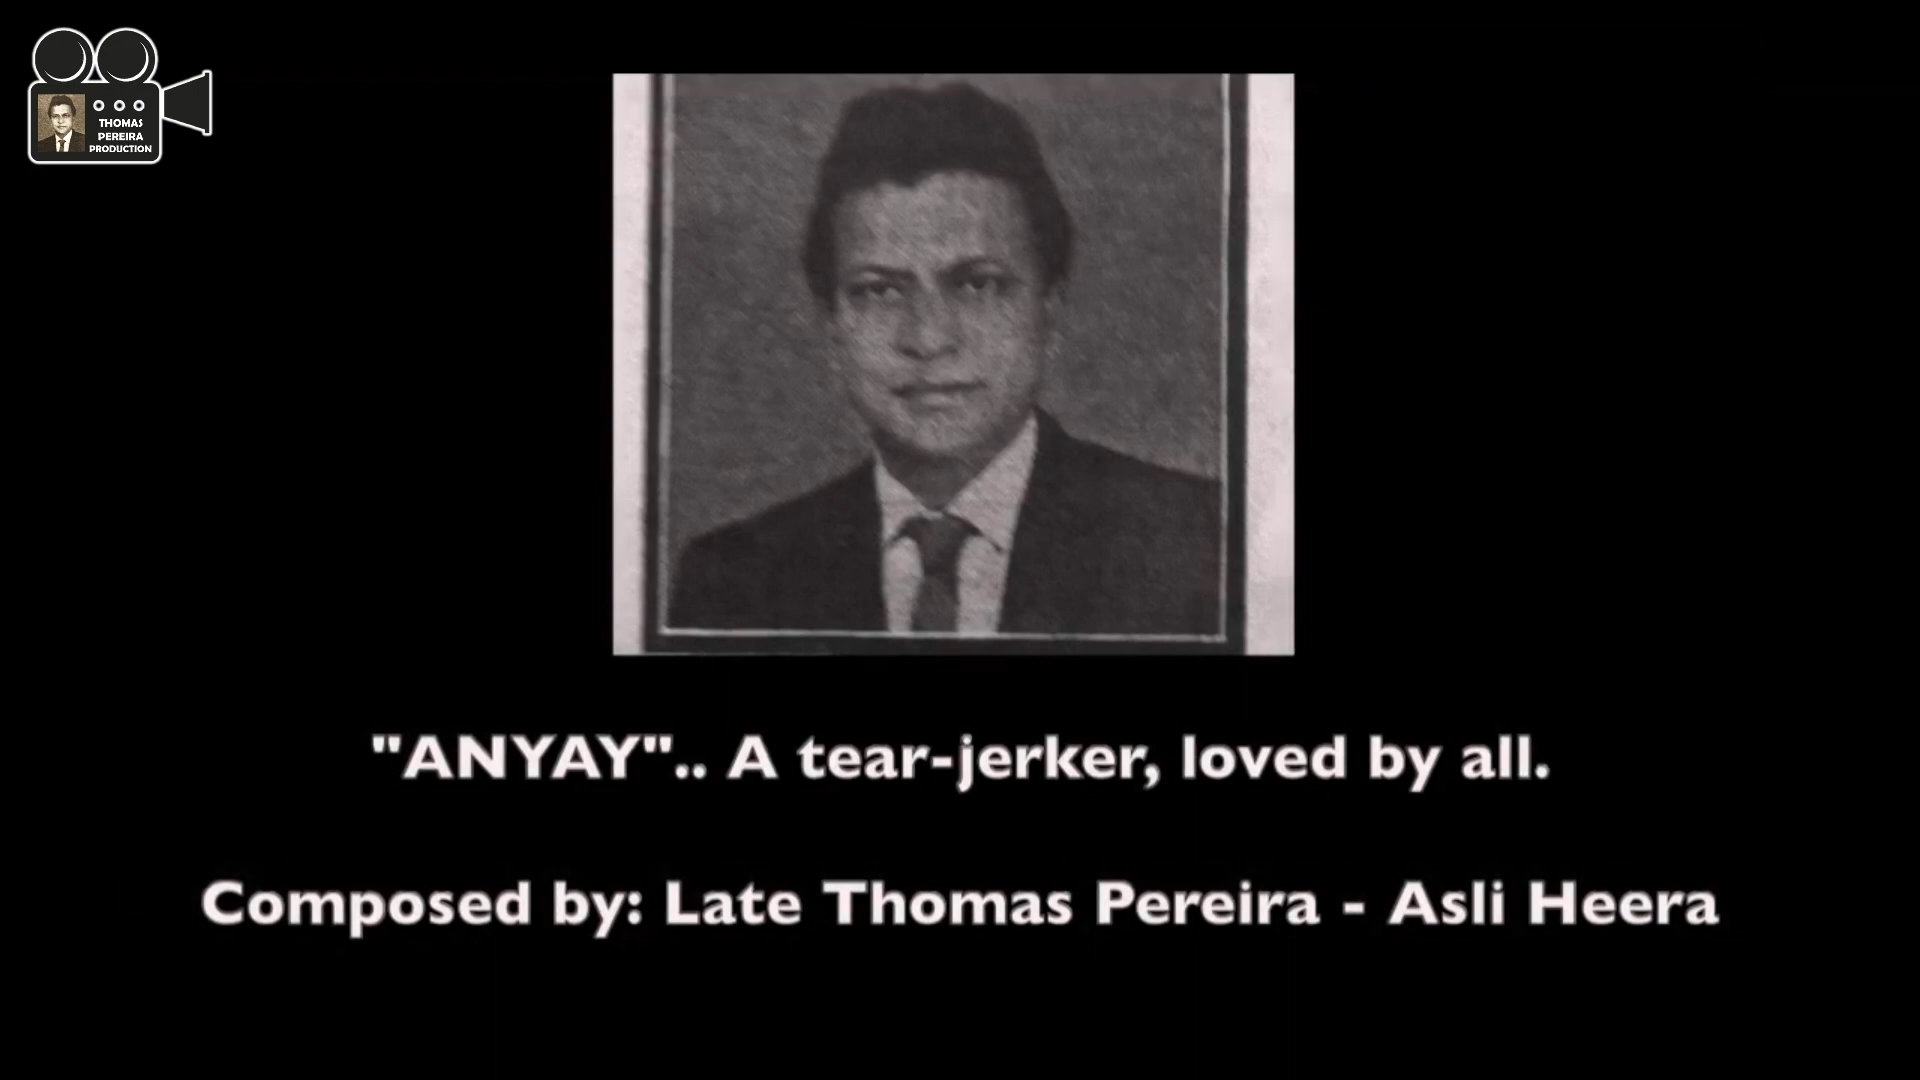 THOMAS
PEREIRA
PRODUCTION
"ANYAY".. A tear-jerker, loved by all.
Composed by: Late Thomas Pereira - Asli Heera